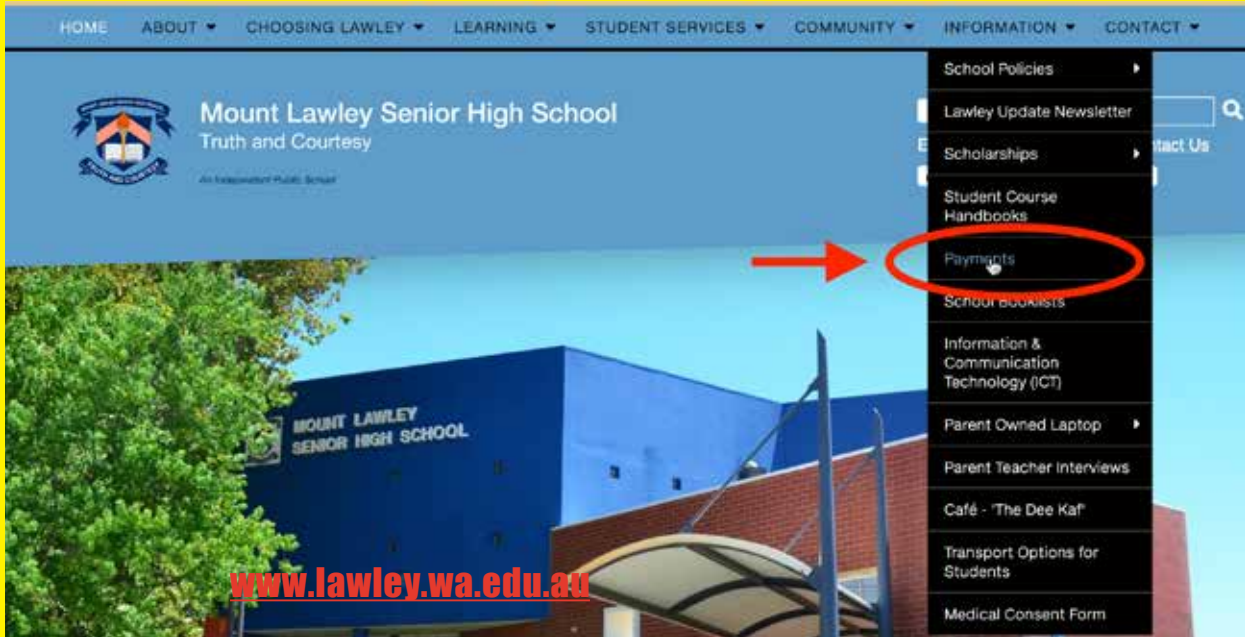 HOME ABOUT CHOOSING LAWLEY LEARNING STUDENT SERVICES COMMUNITY INFORMATION CONTACT
Mount Lawley Senior High School
Truth and Courtesy
An Independent Public School
TRUTH AND COURTESY
E
ntact Us
School Policies
Lawley Update Newsletter
Scholarships
Student Course
Handbooks
Payments
School Booklists
Information &
Communication
Technology (ICT)
Parent Owned Laptop
Parent Teacher Interviews
Café - 'The Dee Kaf'
Transport Options for
Students
Medical Consent Form
MOUNT LAWLEY
SENIOR HIGH SCHOOL
www.lawley.wa.edu.au